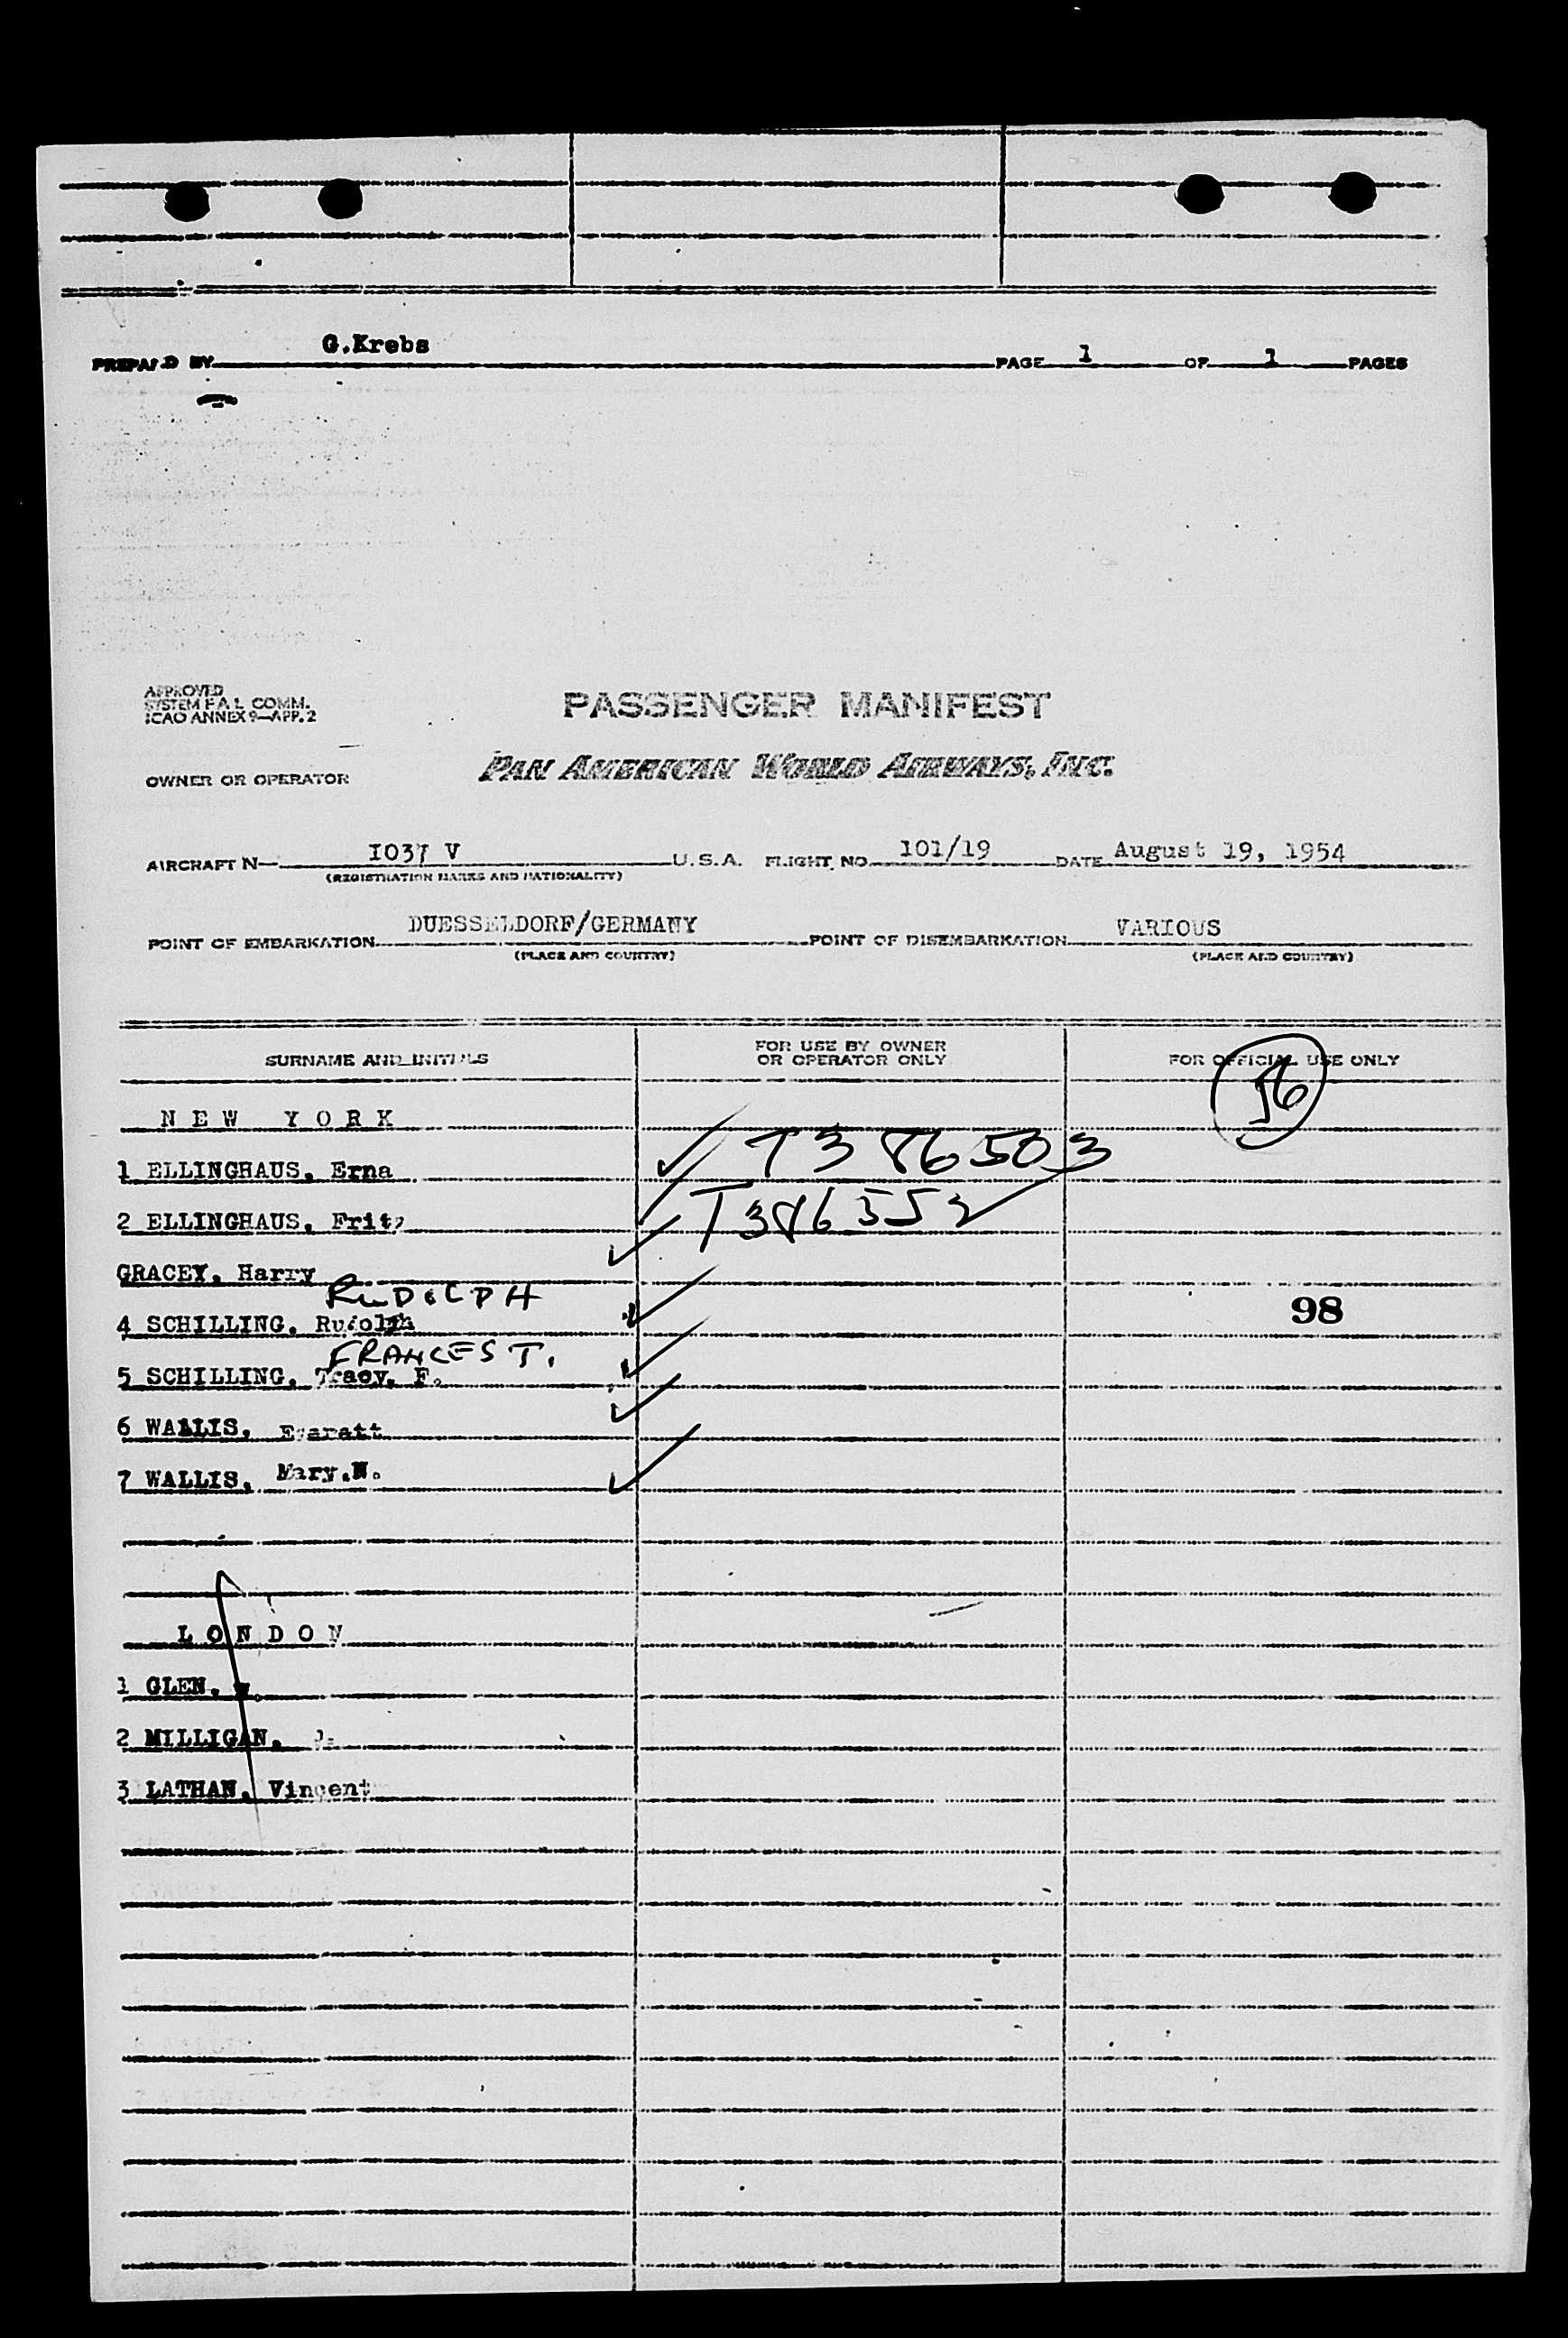 G.Krebs
PREPAI D BY PAGE 1 OF 1 PAGES
APPROVED
SYSTEM F A L COMM.
ICAO ANNEX 9—APP. 2
PASSENGER MANIFEST
OWNER OR OPERATOR PAN AMERICAN WORLD AIRWAYS, INC.
AIRCRAFT N— 1037 V U.S.A. FLIGHT NO. 101/19 DATE August 19, 1954
(REGISTRATION MARKS AND NATIONALITY)
POINT OF EMBARKATION DUESSELDORF/GERMANY POINT OF DISEMBARKATION VARIOUS
(PLACE AND COUNTRY) (PLACE AND COUNTRY)
SURNAME AND INITIALS
FOR USE BY OWNER
OR OPERATOR ONLY
FOR OFFICIAL USE ONLY
56
NEW YORK
1 ELLINGHAUS, Erna T386503
2 ELLINGHAUS, Fritz
GRACEY, Harry
RUDOLPH
4 SCHILLING, Rudolph 98
FRANCES T.
5 SCHILLING, Tracy, F.
6 WALLIS, Everatt
7 WALLIS, Mary.N.
LONDON
1 GLEN,
2 MILLIGAN,
3 LATHAN, Vincent